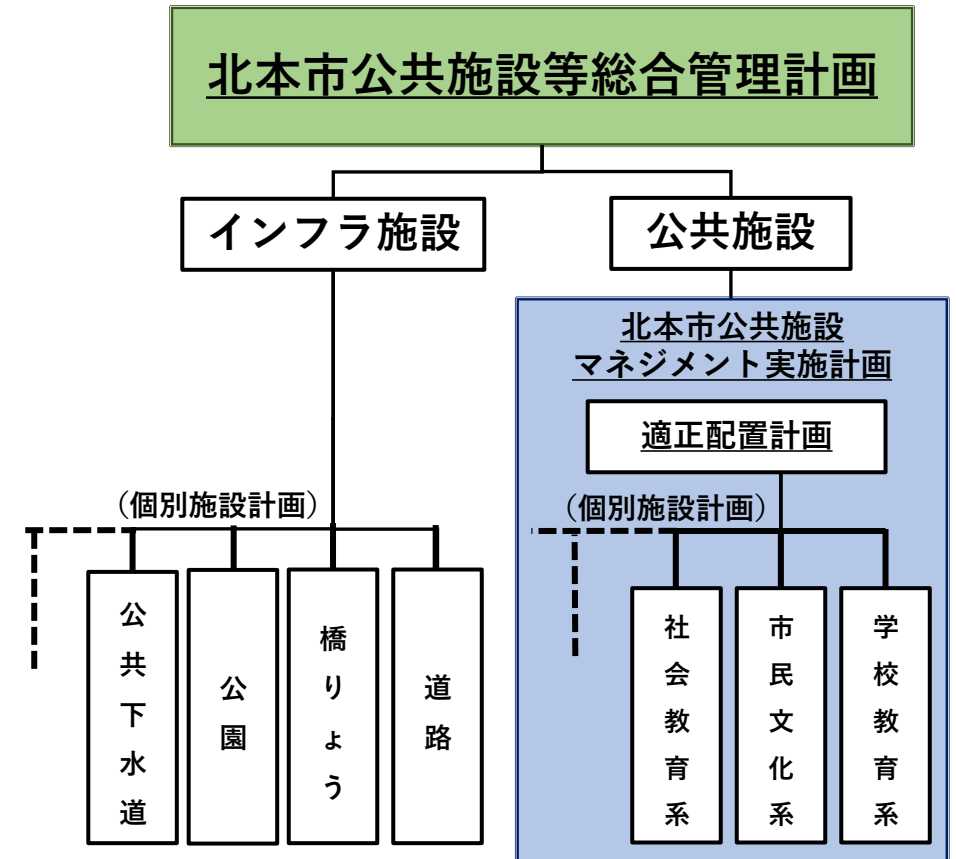 北本市公共施設等総合管理計画
インフラ施設
公共施設
北本市公共施設
マネジメント実施計画
適正配置計画
（個別施設計画）
（個別施設計画）
公共下水道
公園
橋りょう
道路
社会教育系
市民文化系
学校教育系